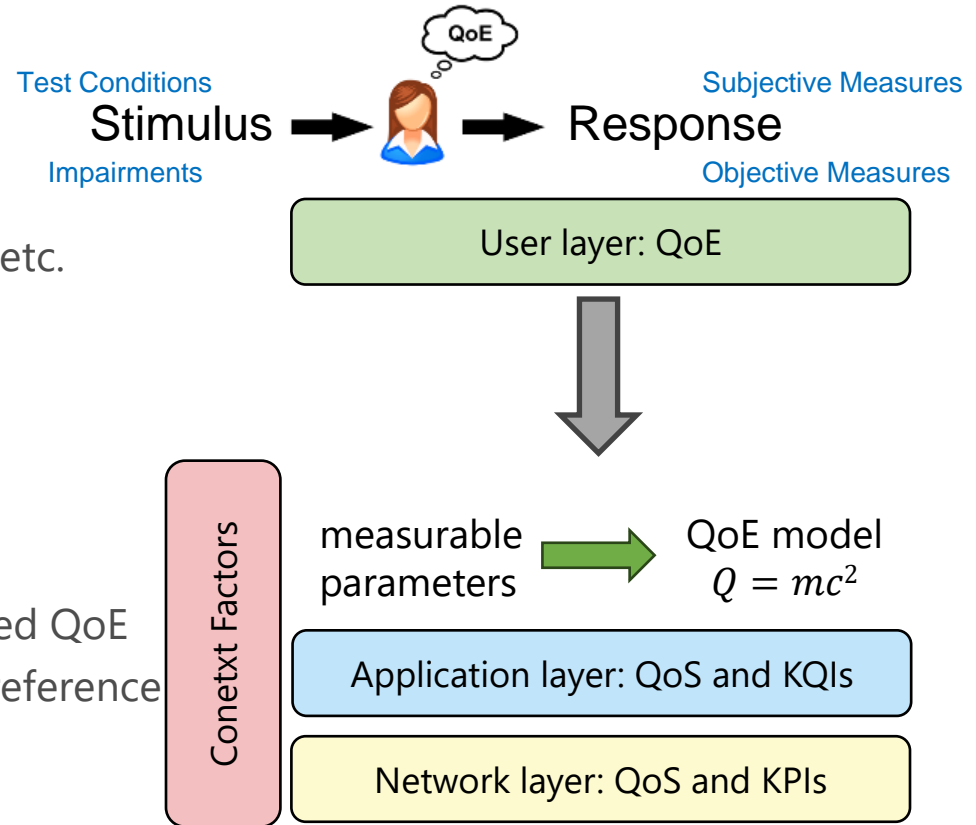 QoE
Test Conditions
Subjective Measures
Stimulus
Response
Impairments
Objective Measures
etc.
User layer: QoE
Conetxt Factors
measurable
parameters
QoE model
Q = mc²
ed QoE
eference
Application layer: QoS and KQIs
Network layer: QoS and KPIs